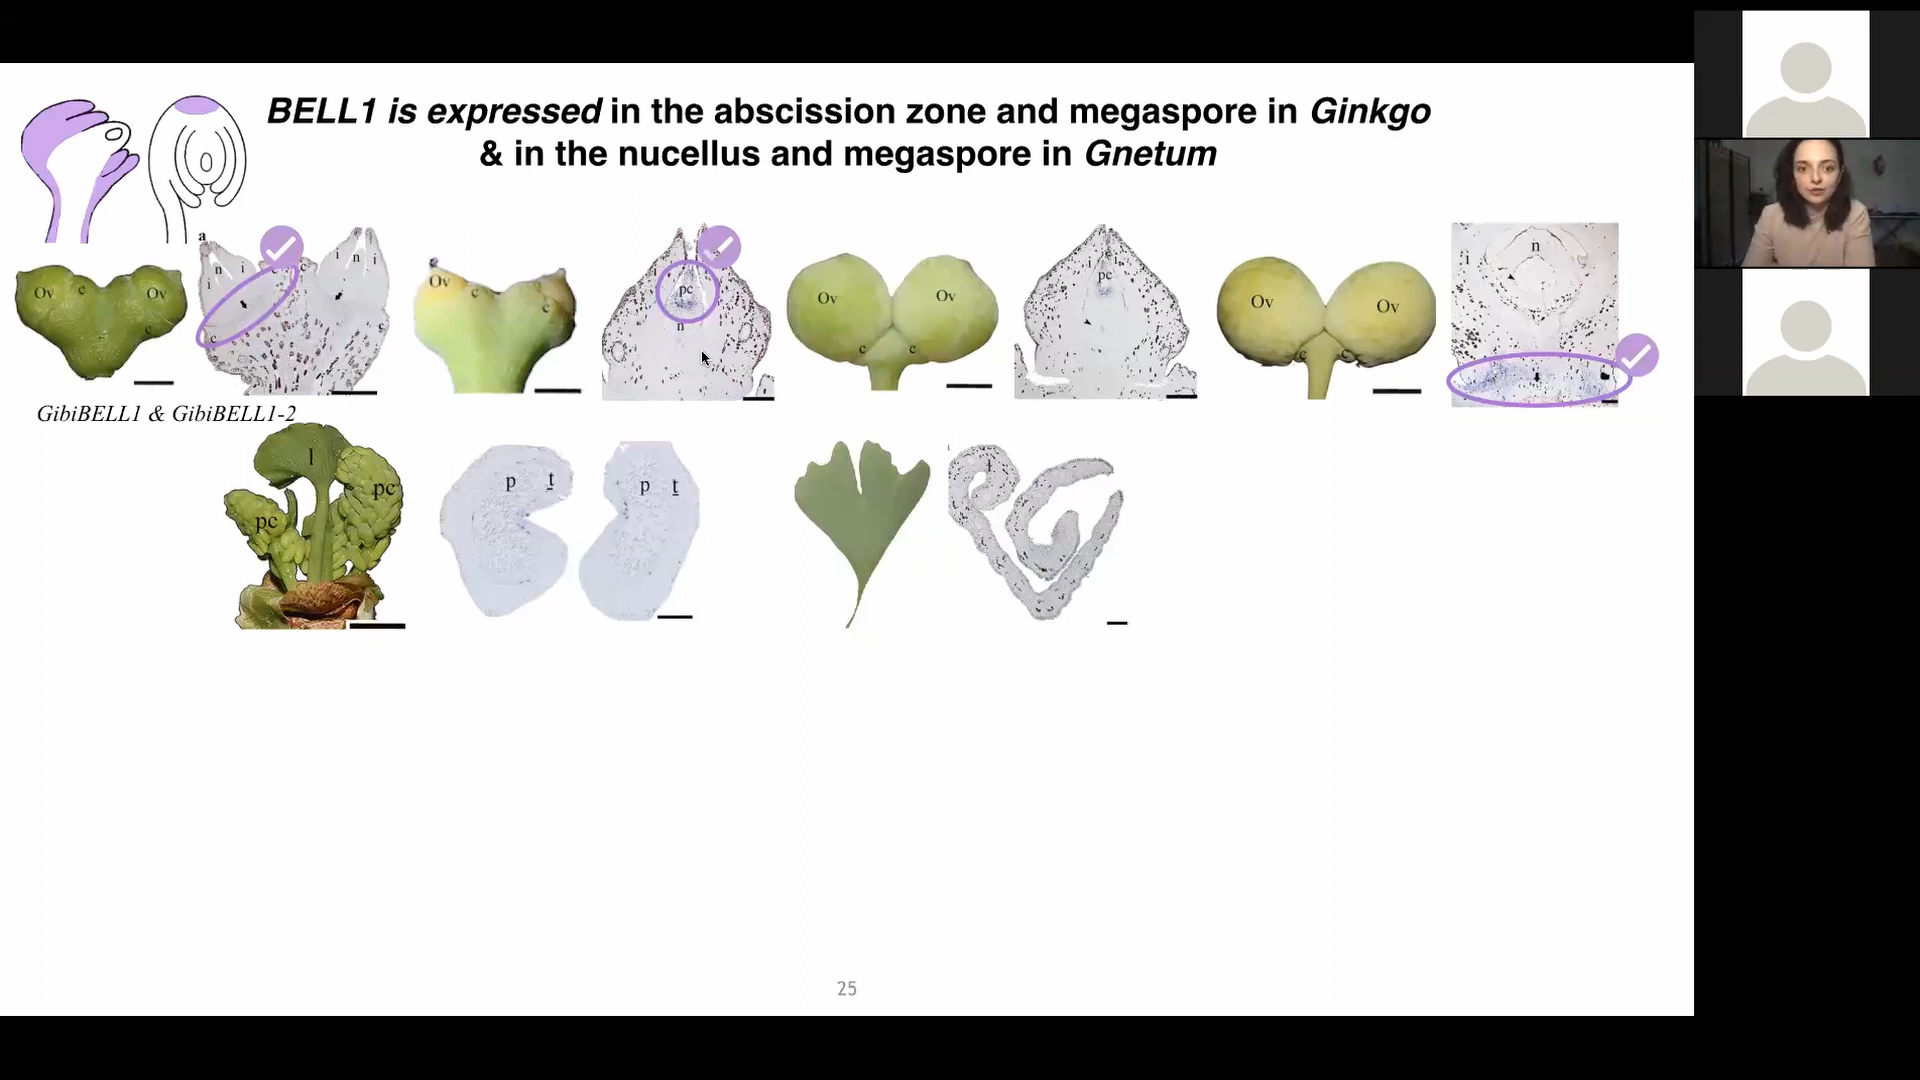 BELL1 is expressed in the abscission zone and megaspore in Ginkgo
& in the nucellus and megaspore in Gnetum
a
n i i c c i n i
c c
Ov c Ov c
Ov c c
pc
n
Ov Ov
c c
i pc i
Ov Ov
c c
i n
GibiBELL1 & GibiBELL1-2
l
pc pc
p t p t
l
25